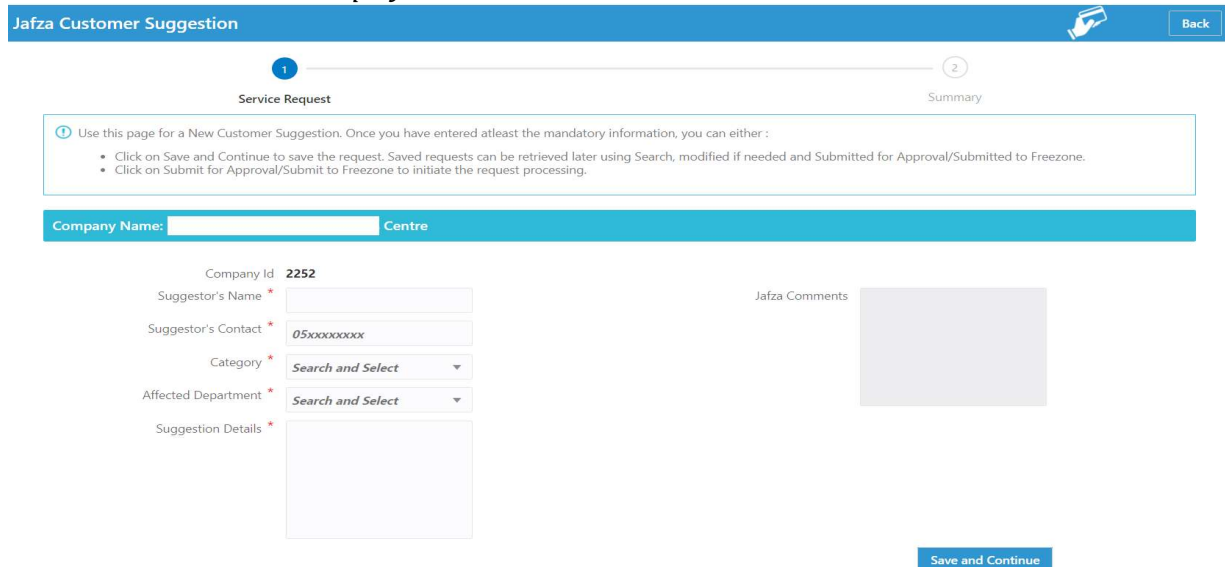 Jafza Customer Suggestion
Back
1
2
Service Request
Summary
Use this page for a New Customer Suggestion. Once you have entered atleast the mandatory information, you can either :
• Click on Save and Continue to save the request. Saved requests can be retrieved later using Search, modified if needed and Submitted for Approval/Submitted to Freezone.
• Click on Submit for Approval/Submit to Freezone to initiate the request processing.
Company Name: Centre
Company Id 2252
Suggestor's Name *
Jafza Comments
Suggestor's Contact * 05xxxxxxxx
Category * Search and Select
Affected Department * Search and Select
Suggestion Details *
Save and Continue